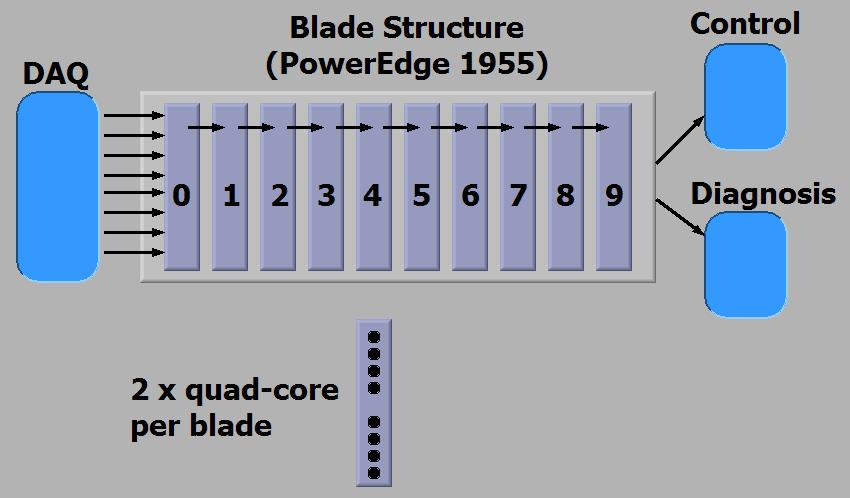 Blade Structure
(PowerEdge 1955)
Control
DAQ
0 1 2 3 4 5 6 7 8 9
Diagnosis
2 x quad-core
per blade